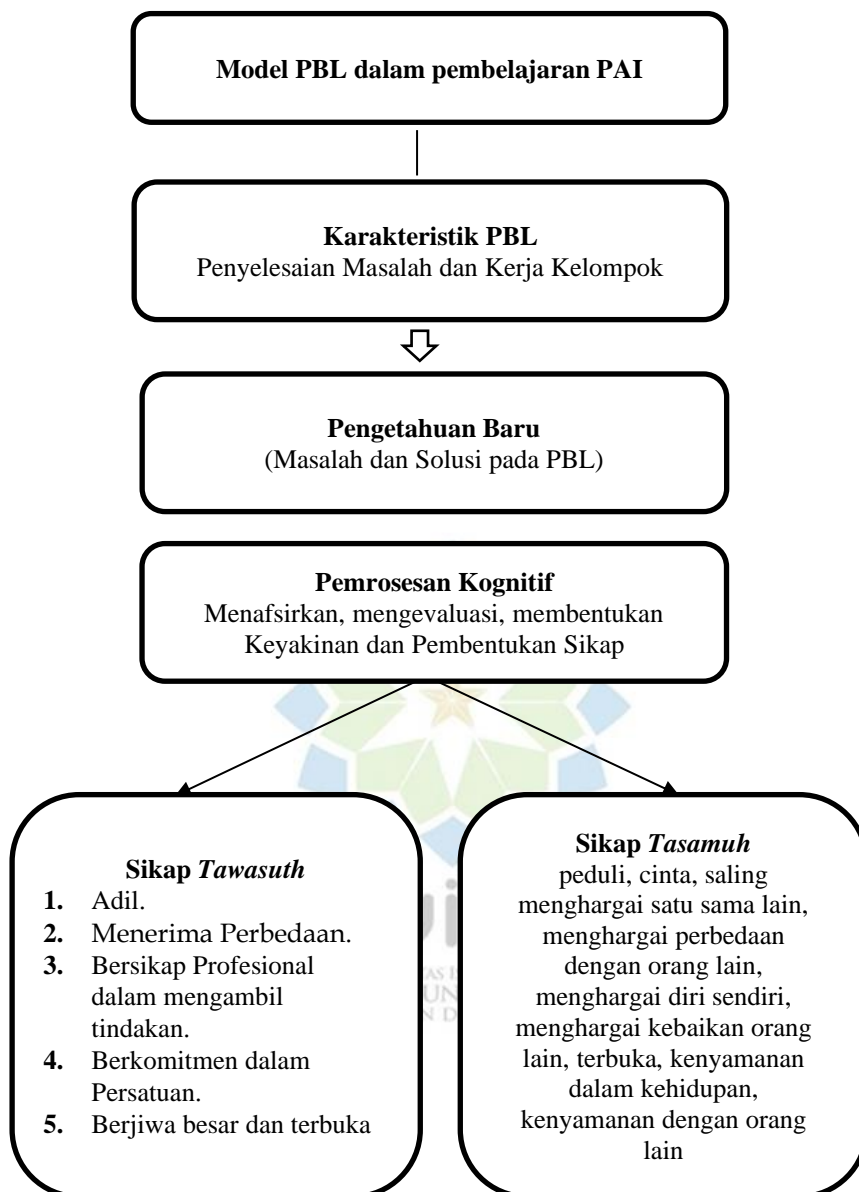 Model PBL dalam pembelajaran PAI
Karakteristik PBL
Penyelesaian Masalah dan Kerja Kelompok
Pengetahuan Baru
(Masalah dan Solusi pada PBL)
Pemrosesan Kognitif
Menafsirkan, mengevaluasi, membentukan
Keyakinan dan Pembentukan Sikap
Sikap Tawasuth
1. Adil.
2. Menerima Perbedaan.
3. Bersikap Profesional
dalam mengambil
tindakan.
4. Berkomitmen dalam
Persatuan.
5. Berjiwa besar dan terbuka
Sikap Tasamuh
peduli, cinta, saling
menghargai satu sama lain,
menghargai perbedaan
dengan orang lain,
menghargai diri sendiri,
menghargai kebaikan orang
lain, terbuka, kenyamanan
dalam kehidupan,
kenyamanan dengan orang
lain